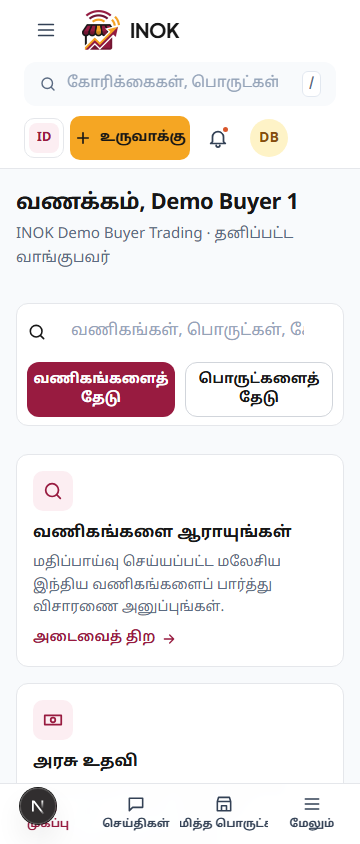 INOK
கோரிக்கைகள், பொருட்கள்
/
ID
+ உருவாக்கு
DB
வணக்கம், Demo Buyer 1
INOK Demo Buyer Trading · தனிப்பட்ட
வாங்குபவர்
வணிகங்கள், பொருட்கள்,
வணிகங்களைத்
தேடு
பொருட்களைத்
தேடு
வணிகங்களை ஆராயுங்கள்
மதிப்பாய்வு செய்யப்பட்ட மலேசிய
இந்திய வணிகங்களைப் பார்த்து
விசாரணை அனுப்புங்கள்.
அடைவைத் திற →
அரசு உதவி
N
முகப்பு
செய்திகள்
மித்த பொருட்க
மேலும்